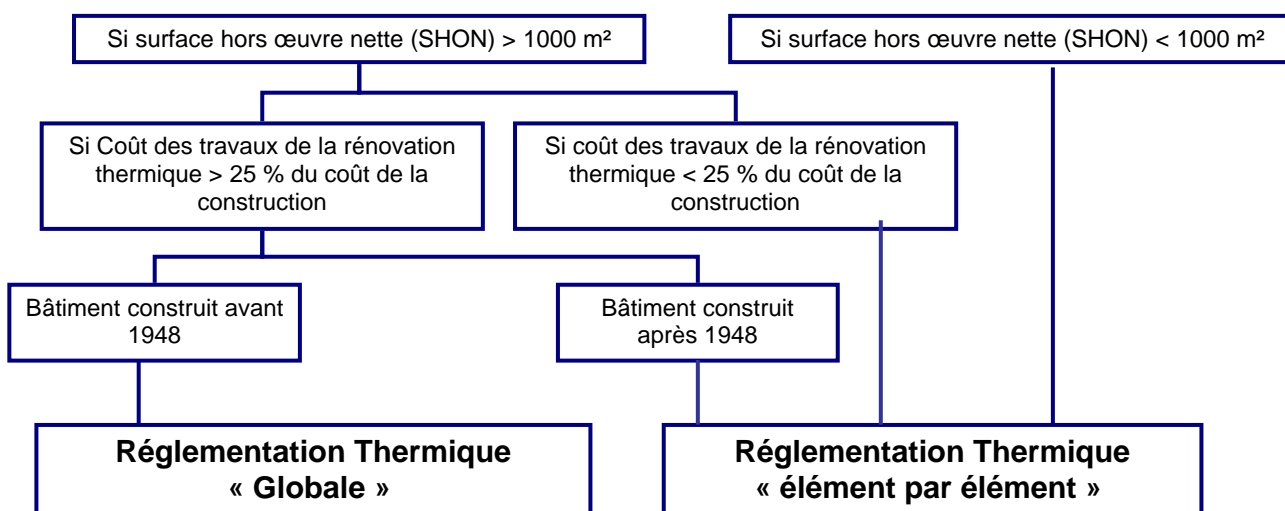 Si surface hors œuvre nette (SHON) > 1000 m²
Si surface hors œuvre nette (SHON) < 1000 m²
Si Coût des travaux de la rénovation
thermique > 25 % du coût de la
construction
Si coût des travaux de la rénovation
thermique < 25 % du coût de la
construction
Bâtiment construit avant
1948
Bâtiment construit
après 1948
Réglementation Thermique
« Globale »
Réglementation Thermique
« élément par élément »